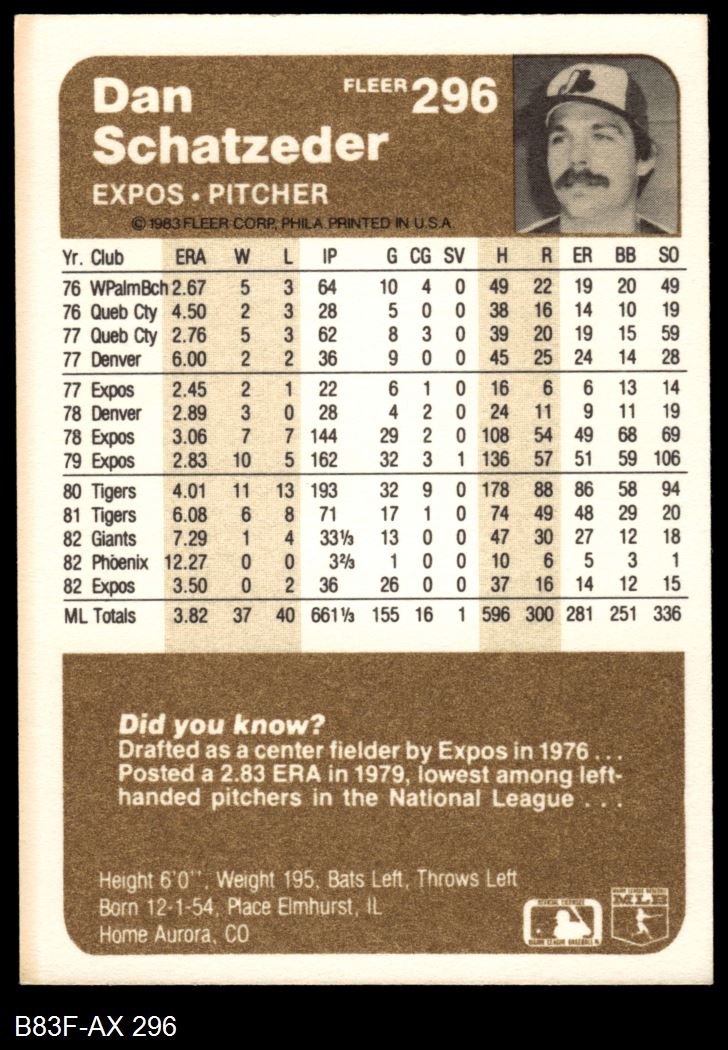 Dan
FLEER 296
Schatzeder
EXPOS • PITCHER
© 1983 FLEER CORP., PHILA. PRINTED IN U.S.A.
Yr. Club ERA W L IP G CG SV H R ER BB SO
76 WPalmBch 2.67 5 3 64 10 4 0 49 22 19 20 49
76 Queb Cty 4.50 2 3 28 5 0 0 38 16 14 10 19
77 Queb Cty 2.76 5 3 62 8 3 0 39 20 19 15 59
77 Denver 6.00 2 2 36 9 0 0 45 25 24 14 28
77 Expos 2.45 2 1 22 6 1 0 16 6 6 13 14
78 Denver 2.89 3 0 28 4 2 0 24 11 9 11 19
78 Expos 3.06 7 7 144 29 2 0 108 54 49 68 69
79 Expos 2.83 10 5 162 32 3 1 136 57 51 59 106
80 Tigers 4.01 11 13 193 32 9 0 178 88 86 58 94
81 Tigers 6.08 6 8 71 17 1 0 74 49 48 29 20
82 Giants 7.29 1 4 33⅓ 13 0 0 47 30 27 12 18
82 Phoenix 12.27 0 0 3⅔ 1 0 0 10 6 5 3 1
82 Expos 3.50 0 2 36 26 0 0 37 16 14 12 15
ML Totals 3.82 37 40 661⅓ 155 16 1 596 300 281 251 336
Did you know?
Drafted as a center fielder by Expos in 1976 . . .
Posted a 2.83 ERA in 1979, lowest among left-
handed pitchers in the National League . . .
Height 6'0'', Weight 195, Bats Left, Throws Left
Born 12-1-54, Place Elmhurst, IL
Home Aurora, CO
MLB
B83F-AX 296